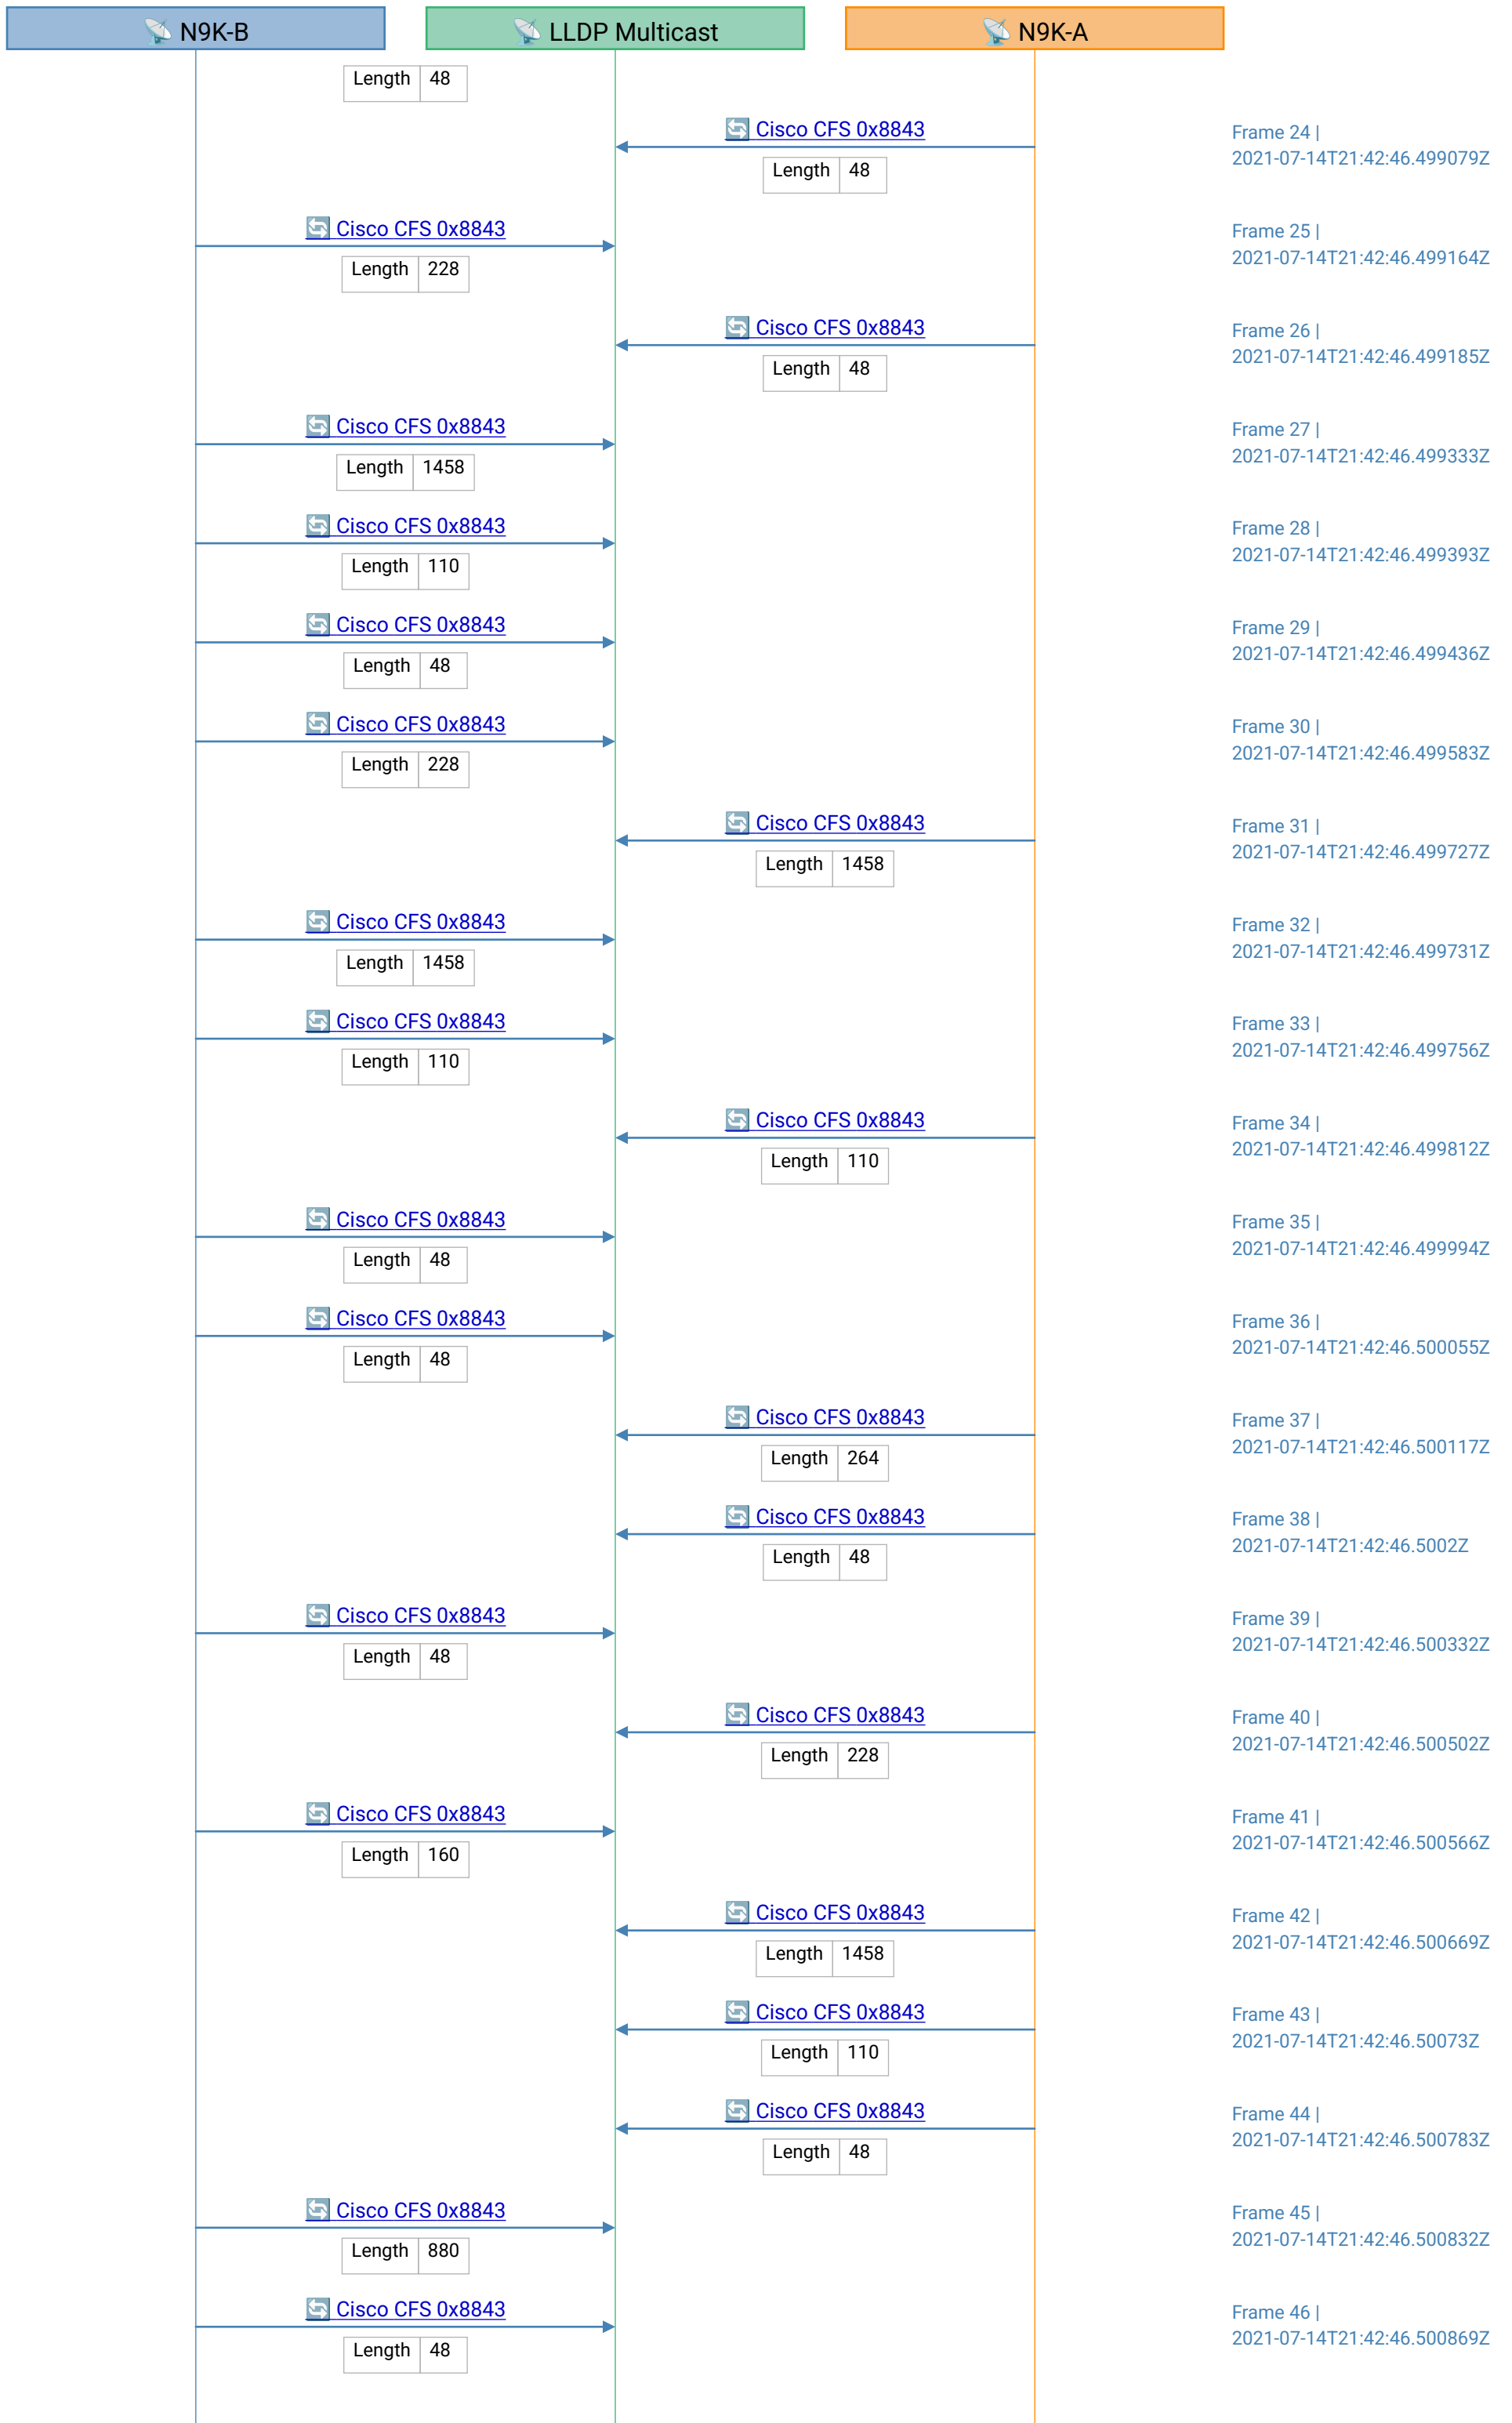 N9K-B LLDP Multicast N9K-A
Length 48
Cisco CFS 0x8843 Frame 24 |
2021-07-14T21:42:46.499079Z
Length 48
Cisco CFS 0x8843 Frame 25 |
2021-07-14T21:42:46.499164Z
Length 228
Cisco CFS 0x8843 Frame 26 |
2021-07-14T21:42:46.499185Z
Length 48
Cisco CFS 0x8843 Frame 27 |
2021-07-14T21:42:46.499333Z
Length 1458
Cisco CFS 0x8843 Frame 28 |
2021-07-14T21:42:46.499393Z
Length 110
Cisco CFS 0x8843 Frame 29 |
2021-07-14T21:42:46.499436Z
Length 48
Cisco CFS 0x8843 Frame 30 |
2021-07-14T21:42:46.499583Z
Length 228
Cisco CFS 0x8843 Frame 31 |
2021-07-14T21:42:46.499727Z
Length 1458
Cisco CFS 0x8843 Frame 32 |
2021-07-14T21:42:46.499731Z
Length 1458
Cisco CFS 0x8843 Frame 33 |
2021-07-14T21:42:46.499756Z
Length 110
Cisco CFS 0x8843 Frame 34 |
2021-07-14T21:42:46.499812Z
Length 110
Cisco CFS 0x8843 Frame 35 |
2021-07-14T21:42:46.499994Z
Length 48
Cisco CFS 0x8843 Frame 36 |
2021-07-14T21:42:46.500055Z
Length 48
Cisco CFS 0x8843 Frame 37 |
2021-07-14T21:42:46.500117Z
Length 264
Cisco CFS 0x8843 Frame 38 |
2021-07-14T21:42:46.5002Z
Length 48
Cisco CFS 0x8843 Frame 39 |
2021-07-14T21:42:46.500332Z
Length 48
Cisco CFS 0x8843 Frame 40 |
2021-07-14T21:42:46.500502Z
Length 228
Cisco CFS 0x8843 Frame 41 |
2021-07-14T21:42:46.500566Z
Length 160
Cisco CFS 0x8843 Frame 42 |
2021-07-14T21:42:46.500669Z
Length 1458
Cisco CFS 0x8843 Frame 43 |
2021-07-14T21:42:46.50073Z
Length 110
Cisco CFS 0x8843 Frame 44 |
2021-07-14T21:42:46.500783Z
Length 48
Cisco CFS 0x8843 Frame 45 |
2021-07-14T21:42:46.500832Z
Length 880
Cisco CFS 0x8843 Frame 46 |
2021-07-14T21:42:46.500869Z
Length 48